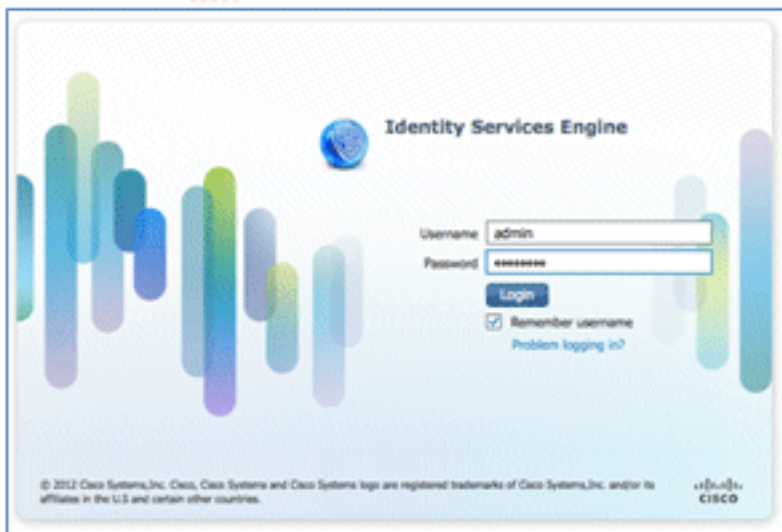 Identity Services Engine
Username admin
Password ********
Login
Remember username
Problem logging in?
© 2012 Cisco Systems,Inc. Cisco, Cisco Systems and Cisco Systems logo are registered trademarks of Cisco Systems,Inc. and/or its
affiliates in the U.S and certain other countries.
CISCO